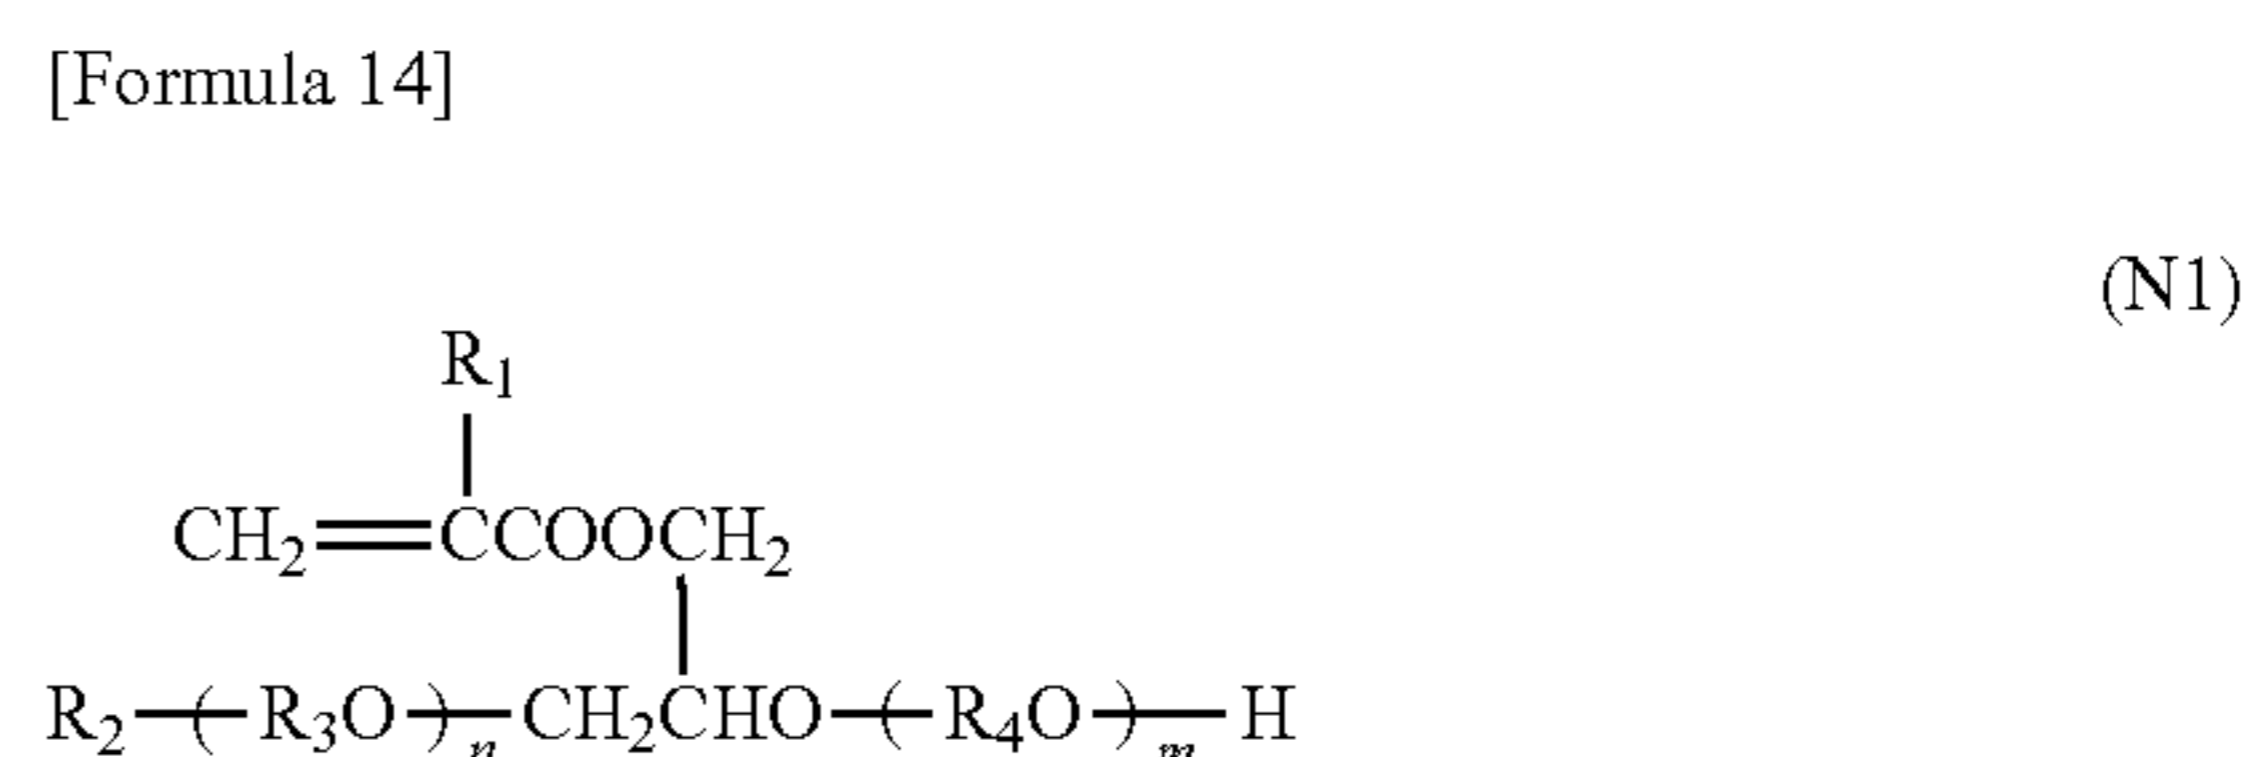 [Formula 14]
(N1)
R₁
CH₂=CCOOCH₂
R₂—(R₃O)ₙ—CH₂CHO—(R₄O)ₘ—H